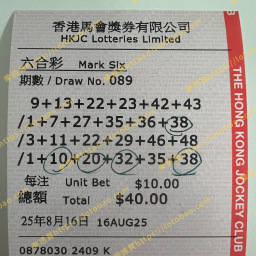 香港馬會獎券有限公司
HKJC Lotteries Limited
六合彩 Mark Six
期數 / Draw No. 089
9+13+22+23+42+43
/1+7+27+35+36+38
/3+11+22+29+46+48
/1+10+20+32+35+38
每注 Unit Bet $10.00
總額 Total $40.00
25年8月16日 16AUG25
0878030 2409 K
THE HONG KONG JOCKEY CLUB